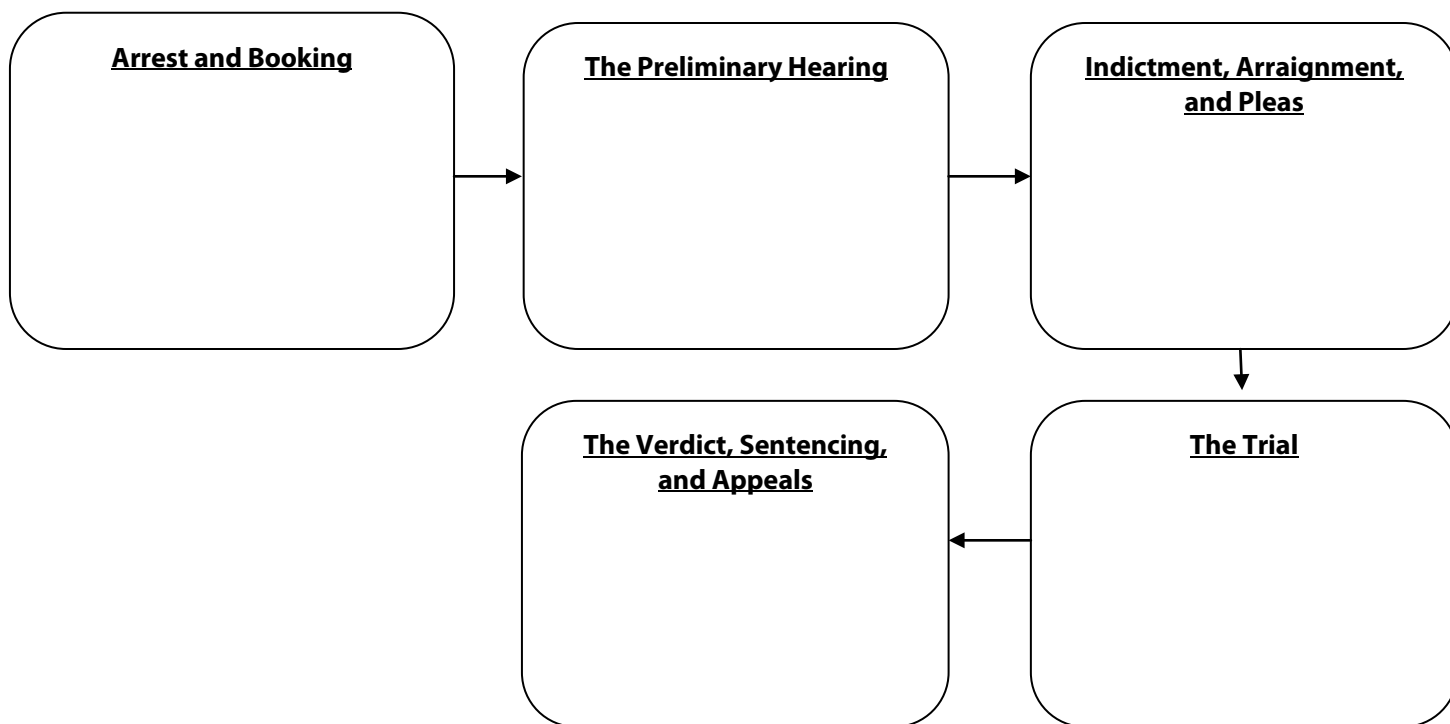 Arrest and Booking
The Preliminary Hearing
Indictment, Arraignment,
and Pleas
The Verdict, Sentencing,
and Appeals
The Trial